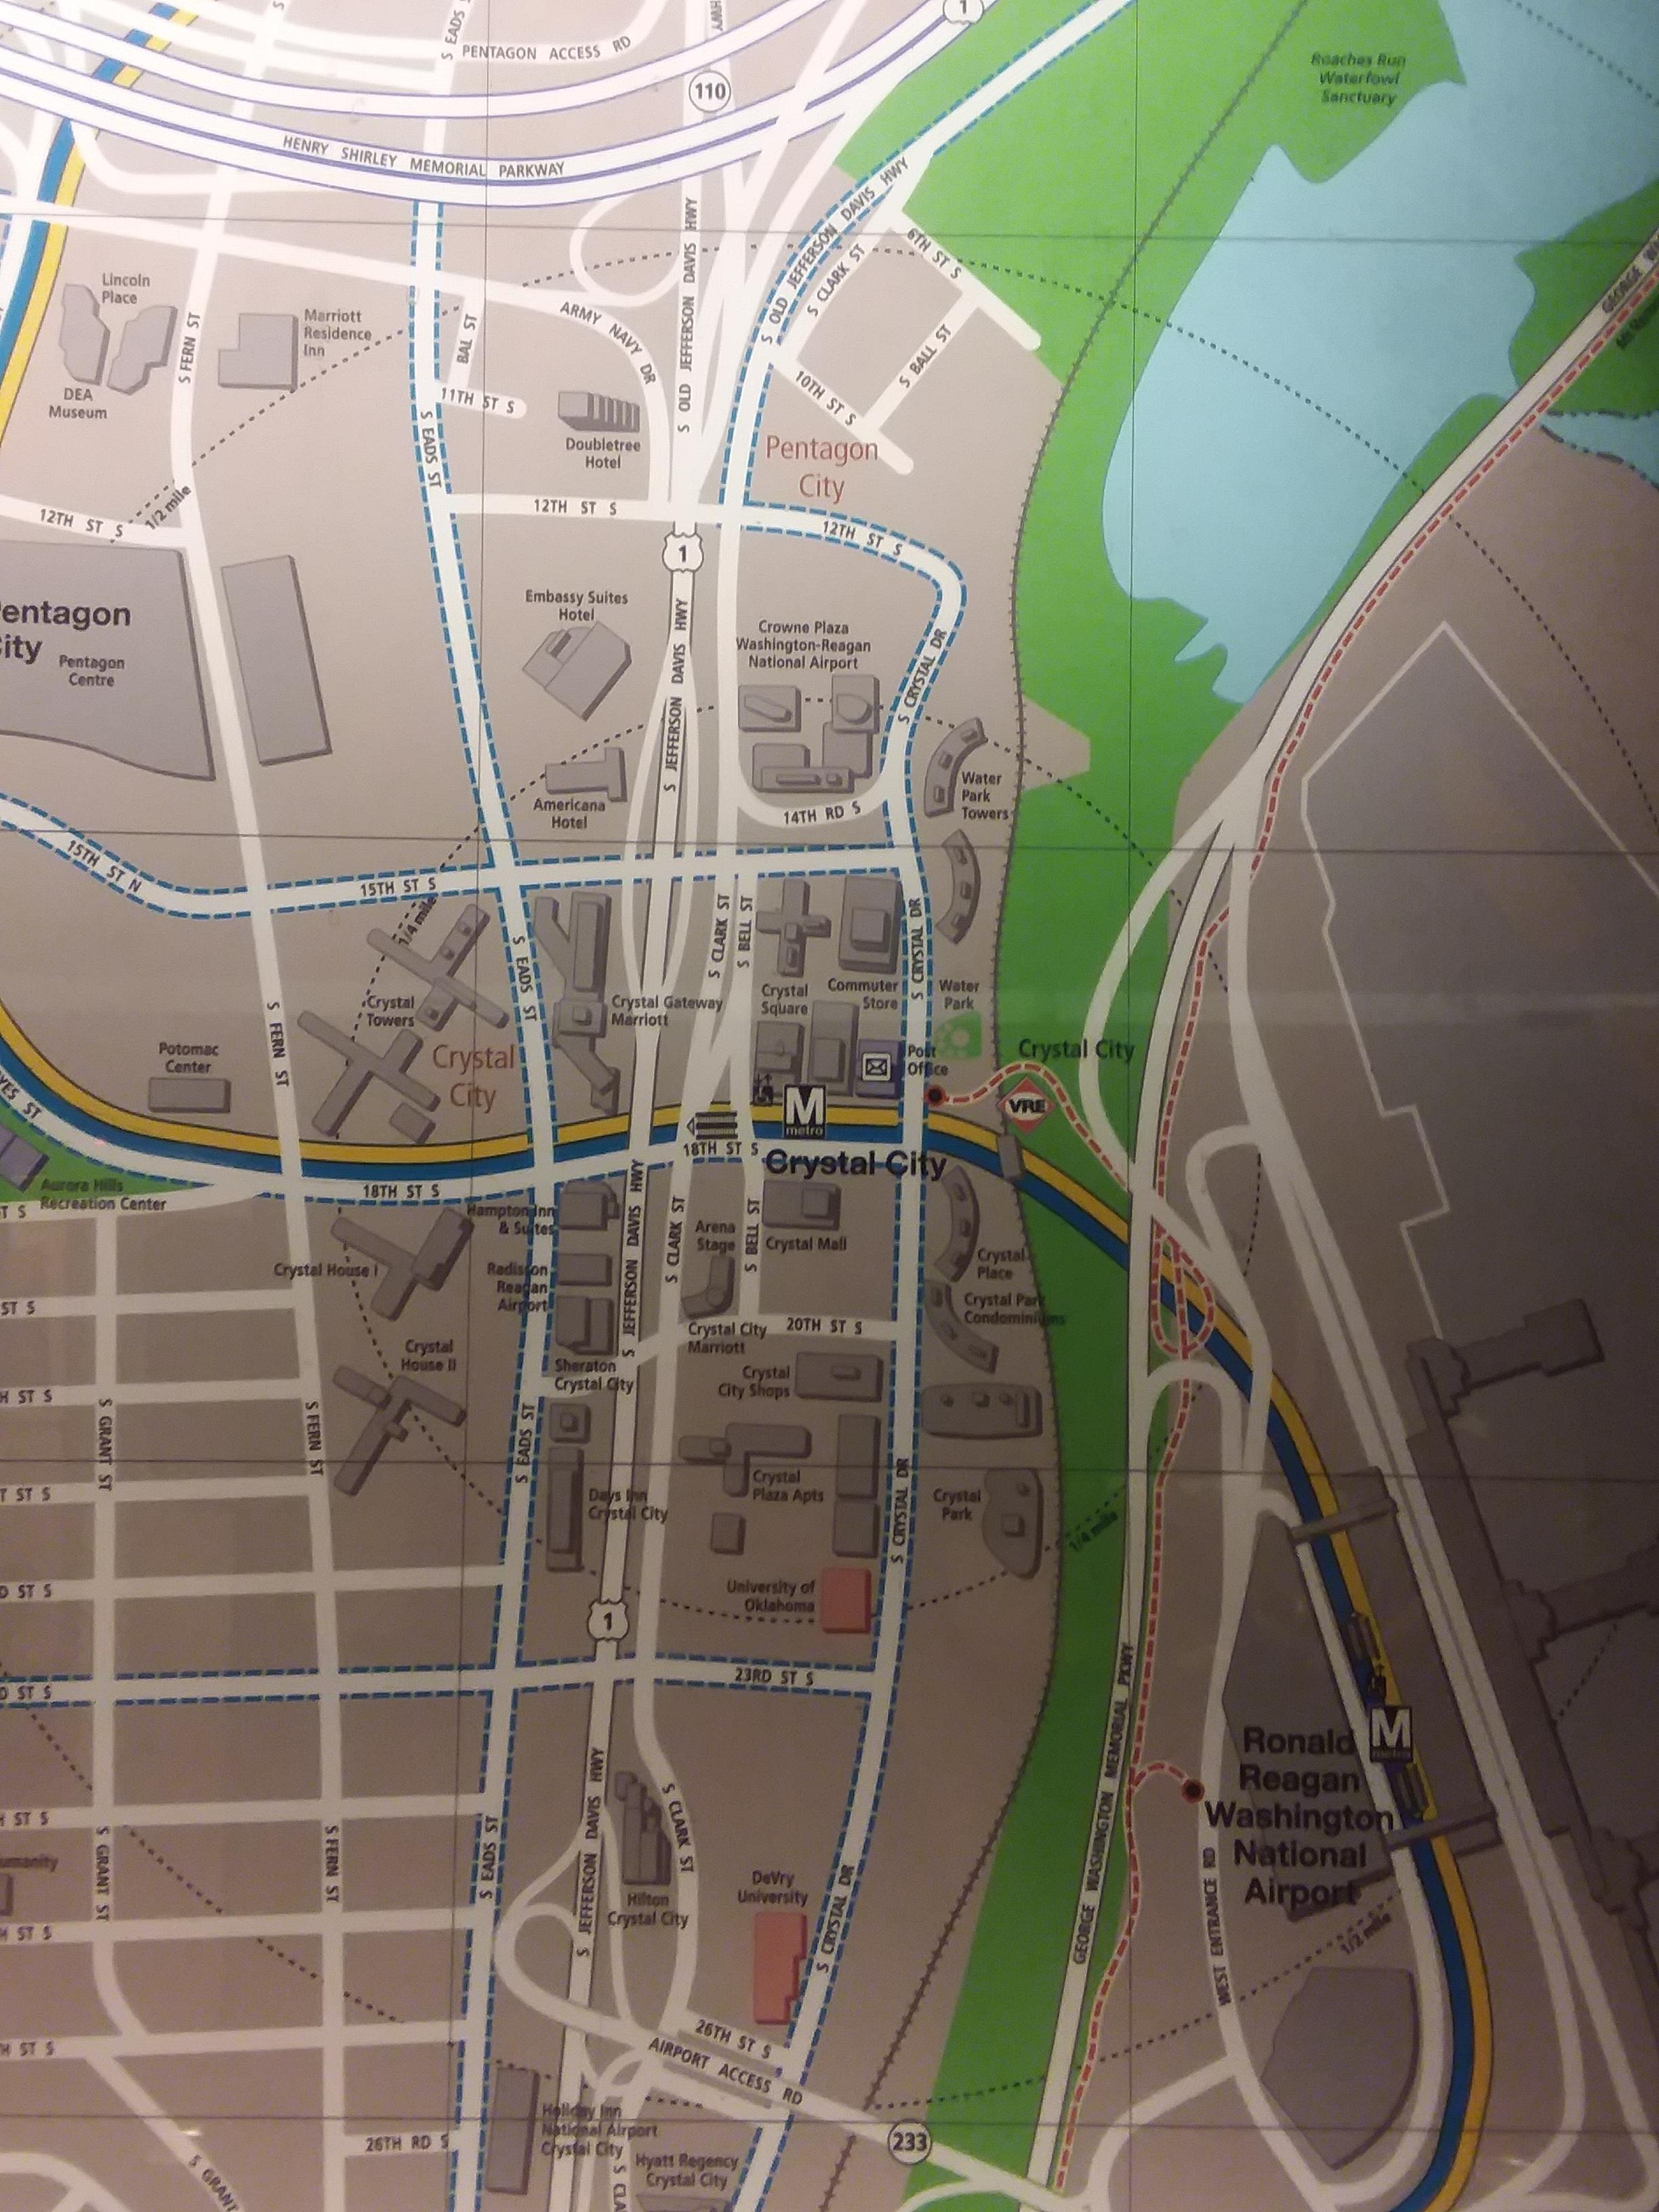 1
S EADS S
HWY
PENTAGON ACCESS RD
110
Roaches Run
Waterfowl
Sanctuary
HENRY SHIRLEY MEMORIAL PARKWAY
S OLD JEFFERSON DAVIS HWY
S OLD JEFFERSON DAVIS HWY
S CLARK ST
6TH ST S
GEORGE
Lincoln
Place
DEA
Museum
S FERN ST
Marriott
Residence
Inn
BAL ST
ARMY NAVY DR
11TH ST S
S EADS ST
Doubletree
Hotel
S BALL ST
10TH ST S
Pentagon
City
12TH ST S
1/2 mile
12TH ST S
12TH ST S
1
entagon
ity
Pentagon
Centre
Embassy Suites
Hotel
S JEFFERSON DAVIS HWY
Crowne Plaza
Washington-Reagan
National Airport
S CRYSTAL DR
Water
Park
Towers
Americana
Hotel
14TH RD S
15TH ST N
15TH ST S
1/4 mile
S EADS ST
S CLARK ST
S BELL ST
S CRYSTAL DR
Crystal
Towers
Crystal Gateway
Marriott
Crystal
Square
Commuter
Store
Water
Park
S FERN ST
Potomac
Center
Crystal
City
Post
Office
Crystal City
VRE
M
metro
YES ST
18TH ST S
Crystal City
18TH ST S
Aurora Hills
Recreation Center
T S
Hampton Inn
& Suites
S JEFFERSON DAVIS HWY
S CLARK ST
Arena
Stage
S BELL ST
Crystal Mall
Crystal House I
Radisson
Reagan
Airport
Crystal
Place
ST S
Crystal Park
Condominiums
Crystal City
Marriott
20TH ST S
Crystal
House II
Sheraton
Crystal City
Crystal
City Shops
H ST S
S GRANT ST
S FERN ST
S EADS ST
T ST S
Days Inn
Crystal City
Crystal
Plaza Apts
S CRYSTAL DR
Crystal
Park
1/4 mile
D ST S
University of
Oklahoma
1
D ST S
23RD ST S
GEORGE WASHINGTON MEMORIAL PKWY
M
metro
Ronald
Reagan
Washington
National
Airport
H ST S
S GRANT ST
S FERN ST
S EADS ST
S JEFFERSON DAVIS HWY
S CLARK ST
umanity
Hilton
Crystal City
DeVry
University
S CRYSTAL DR
WEST ENTRANCE RD
1/2 mile
H ST S
H ST S
26TH ST S
AIRPORT ACCESS RD
233
26TH RD S
Holiday Inn
National Airport
Crystal City
Hyatt Regency
Crystal City
S GRANT
S CLA